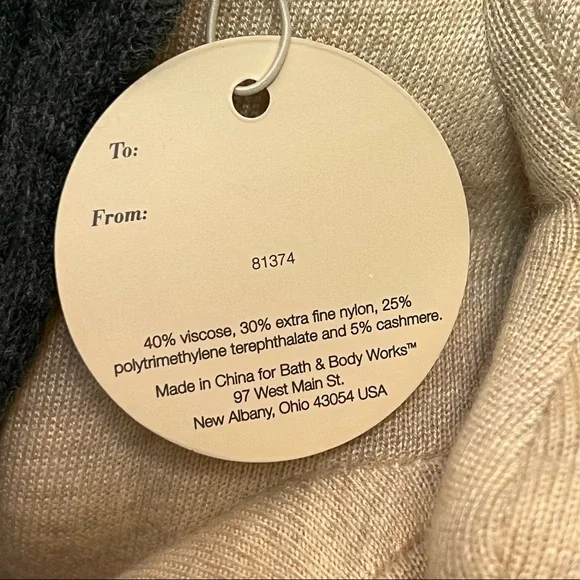 To:
From:
81374
40% viscose, 30% extra fine nylon, 25%
polytrimethylene terephthalate and 5% cashmere.
Made in China for Bath & Body Works™
97 West Main St.
New Albany, Ohio 43054 USA